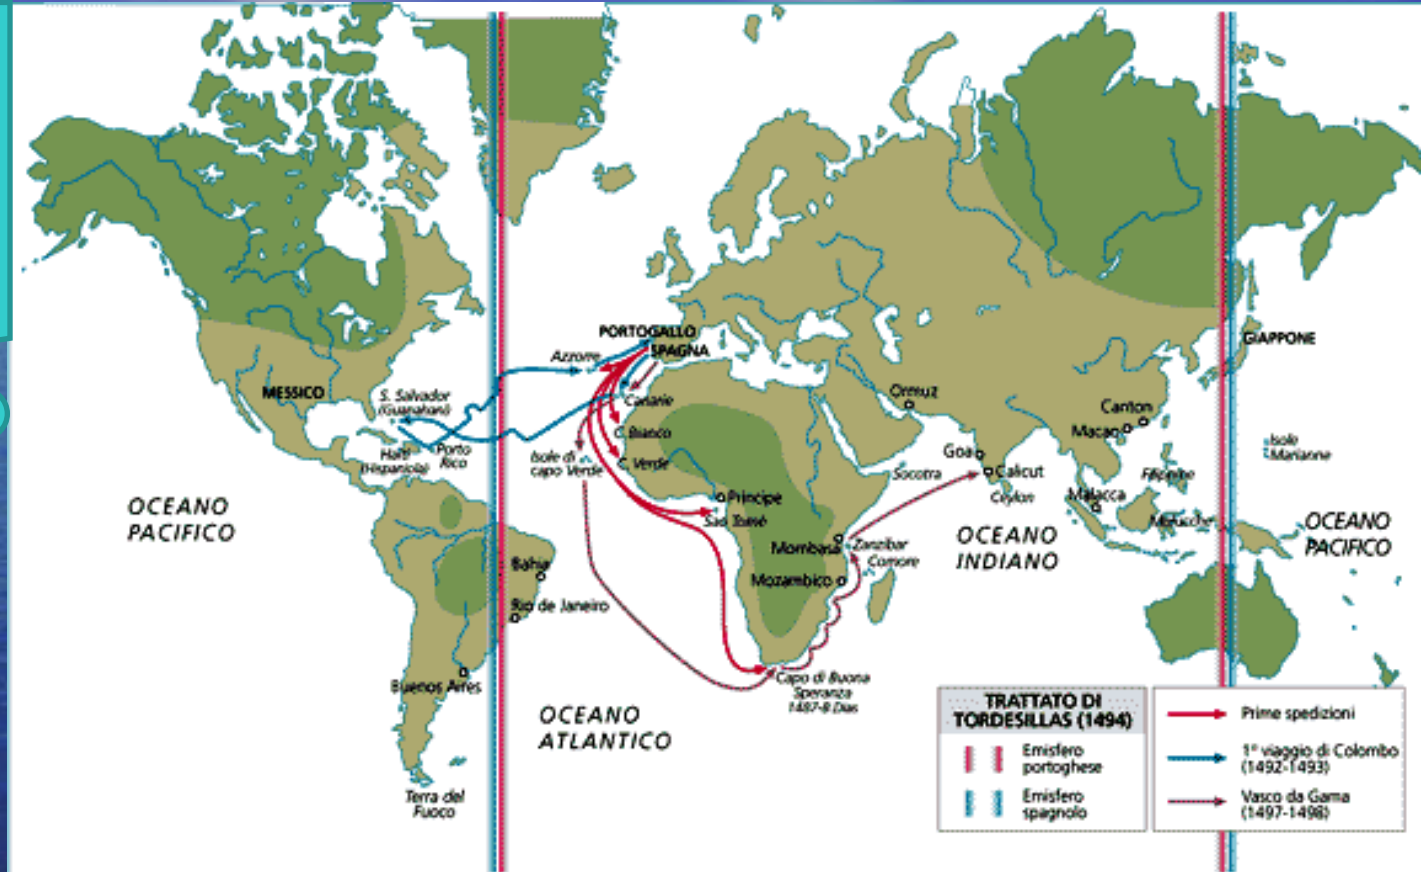 PORTOGALLO
SPAGNA
Azzorre
GIAPPONE
MESSICO
S. Salvador
(Guanahani)
Canarie
Ormuz
Canton
Macao
C. Bianco
Haiti
(Hispaniola)
Porto
Rico
Isole di
capo Verde
C. Verde
Goa
Calicut
Socotra
Ceylon
Filippine
Isole
Marianne
OCEANO
PACIFICO
Principe
Sao Tomé
Malacca
Molucche
OCEANO
INDIANO
OCEANO
PACIFICO
Mombasa
Zanzibar
Comore
Bahia
Mozambico
Rio de Janeiro
Buenos Aires
Capo di Buona
Speranza
1487-8 Dias
OCEANO
ATLANTICO
Terra del
Fuoco
TRATTATO DI
TORDESILLAS (1494)
Emisfero
portoghese
Emisfero
spagnolo
Prime spedizioni
1° viaggio di Colombo
(1492-1493)
Vasco da Gama
(1497-1498)